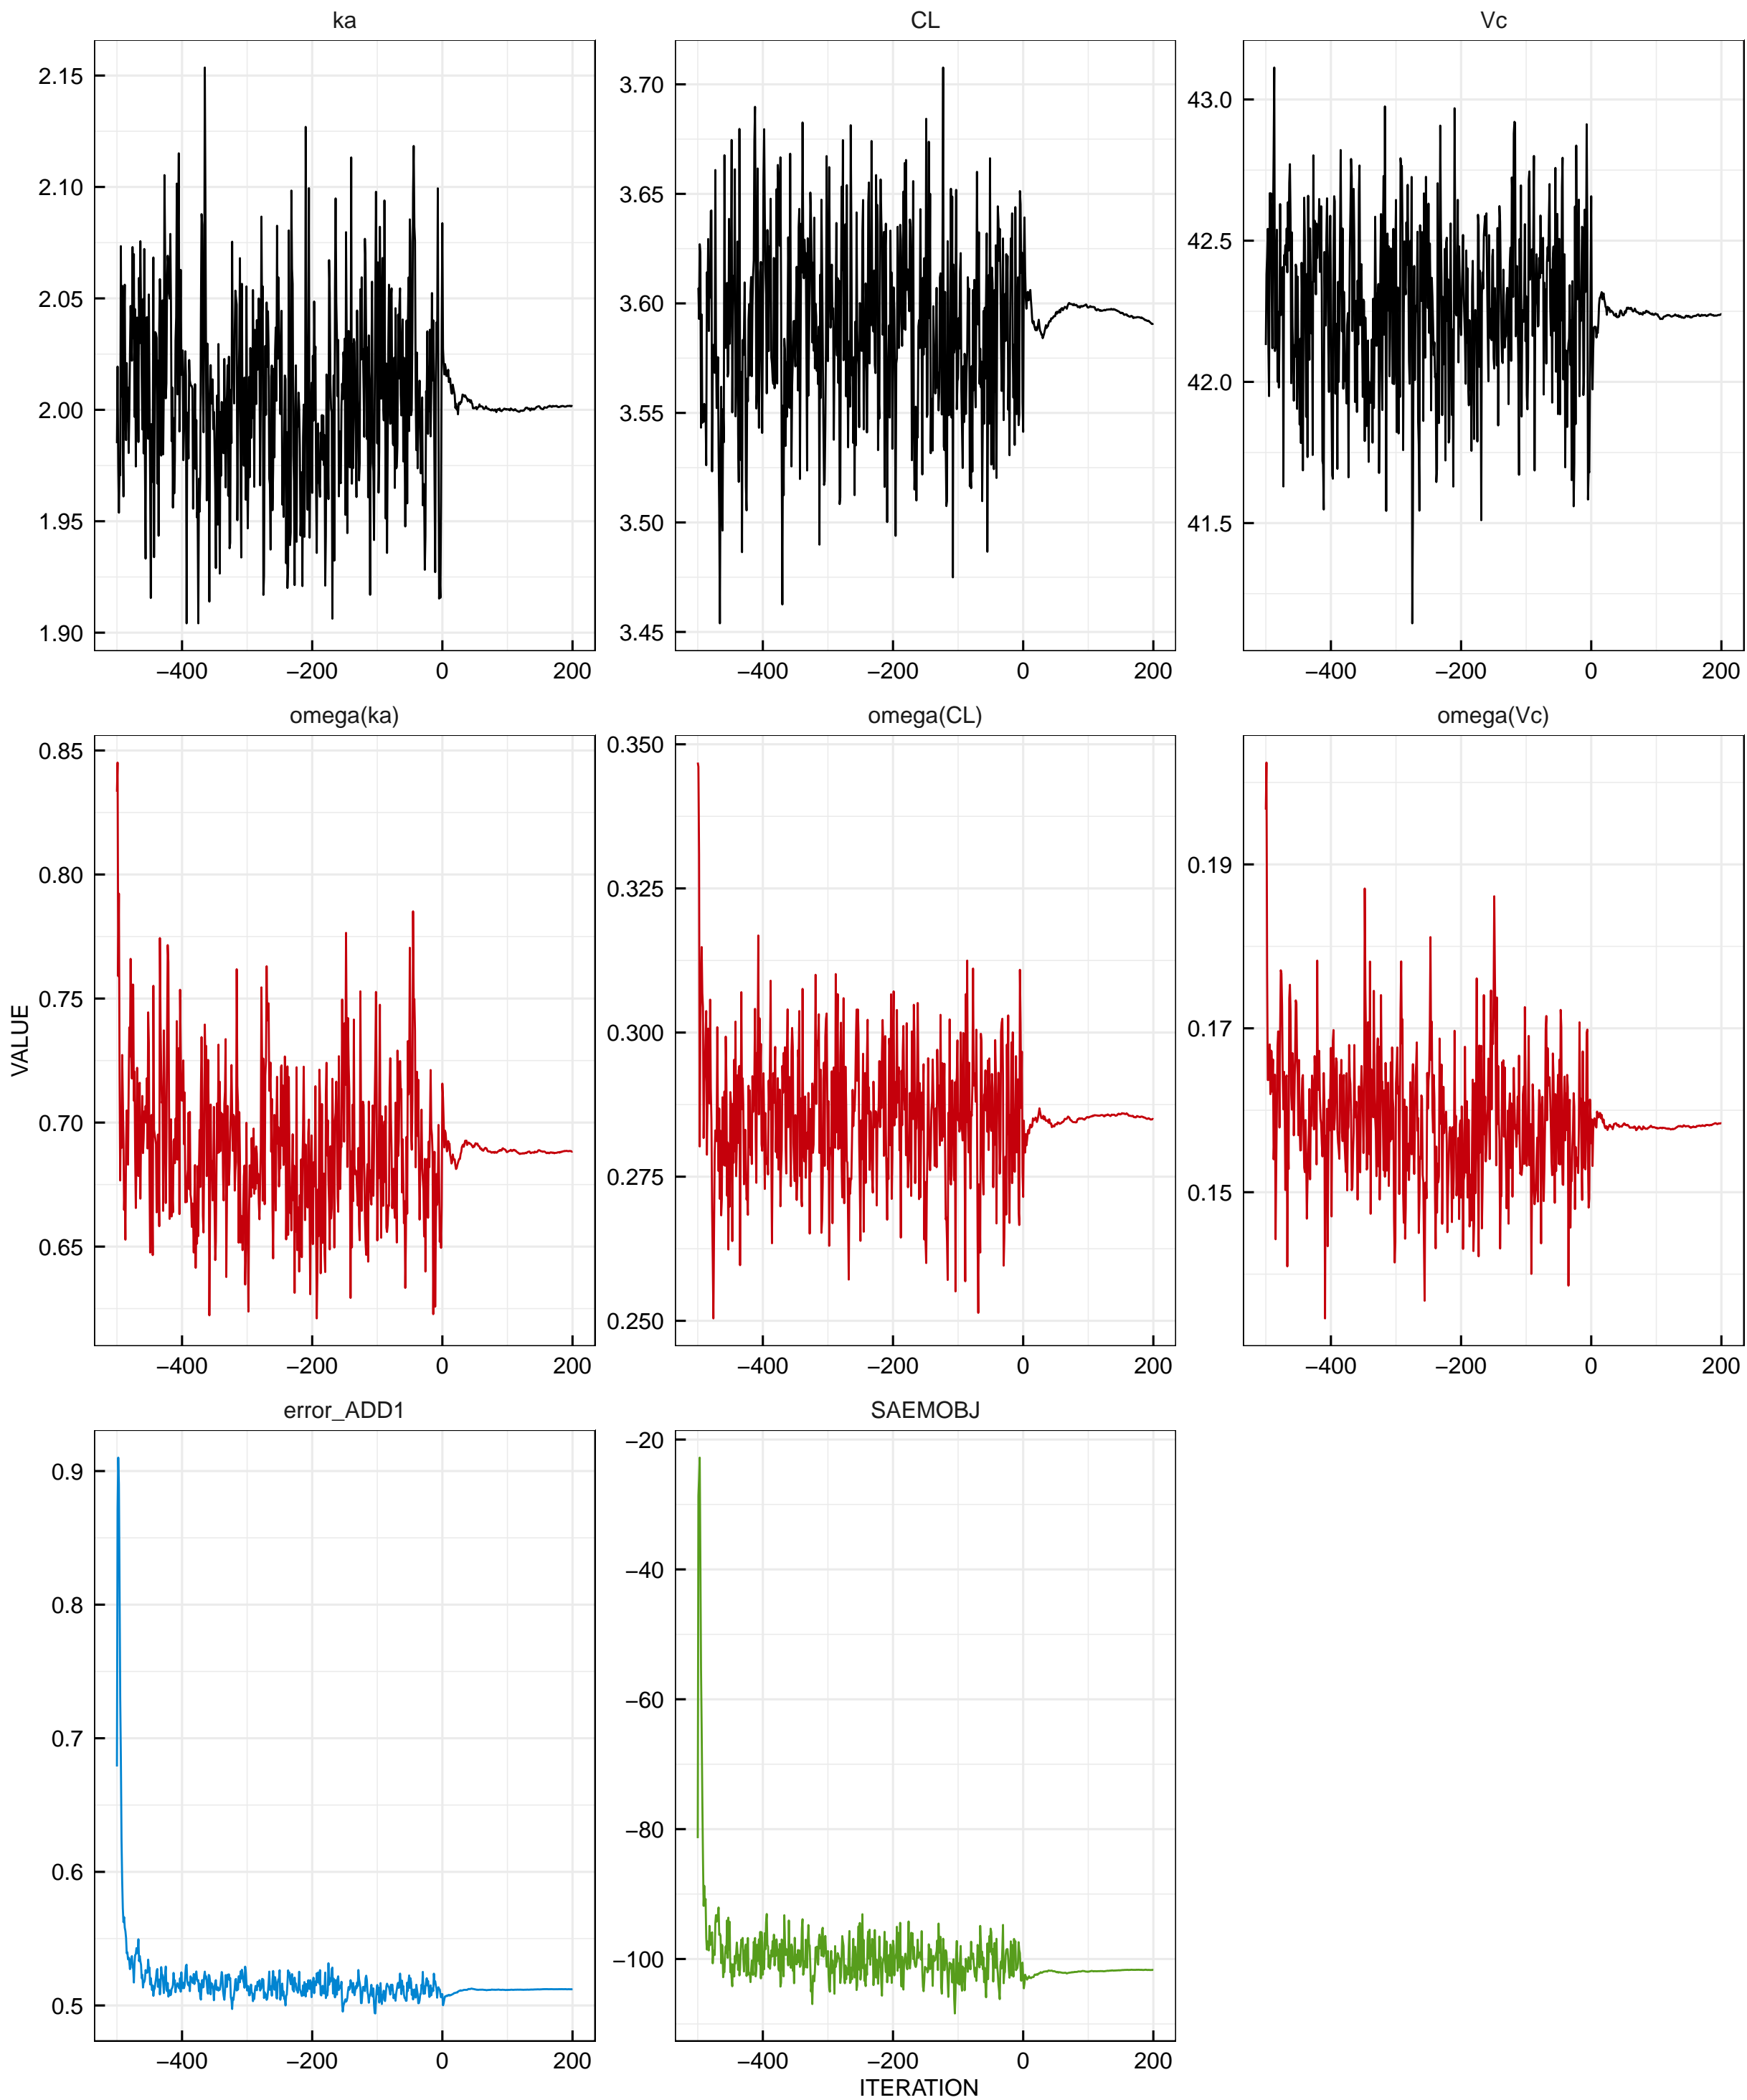 ka CL Vc
2.15 2.10 2.05 2.00 1.95 1.90
3.70 3.65 3.60 3.55 3.50 3.45
43.0 42.5 42.0 41.5
−400 −200 0 200 −400 −200 0 200 −400 −200 0 200
omega(ka) omega(CL) omega(Vc)
VALUE
0.85 0.80 0.75 0.70 0.65
0.350 0.325 0.300 0.275 0.250
0.19 0.17 0.15
−400 −200 0 200 −400 −200 0 200 −400 −200 0 200
error_ADD1 SAEMOBJ
0.9 0.8 0.7 0.6 0.5
−20 −40 −60 −80 −100
−400 −200 0 200 −400 −200 0 200
ITERATION